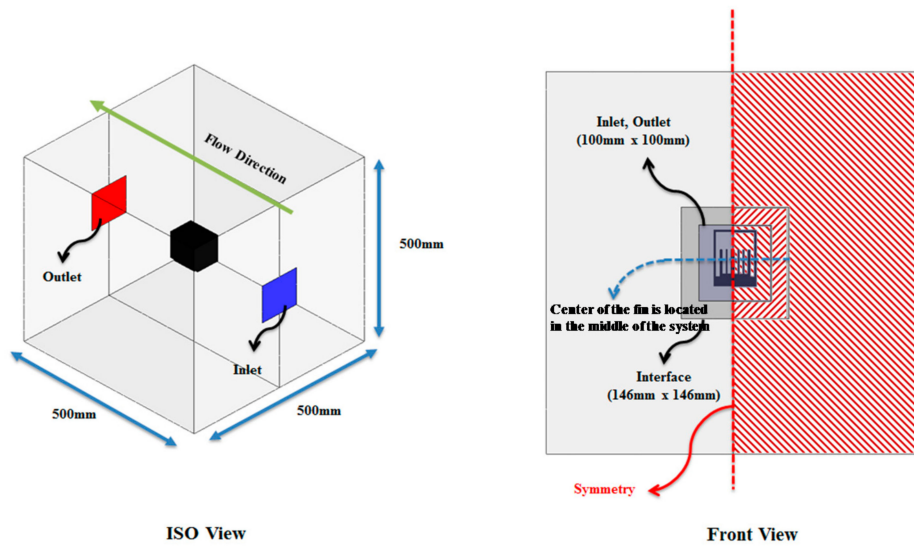 Flow Direction
500mm
Outlet
Inlet
500mm
500mm
ISO View
Inlet, Outlet
(100mm x 100mm)
Center of the fin is located
in the middle of the system
Interface
(146mm x 146mm)
Symmetry
Front View